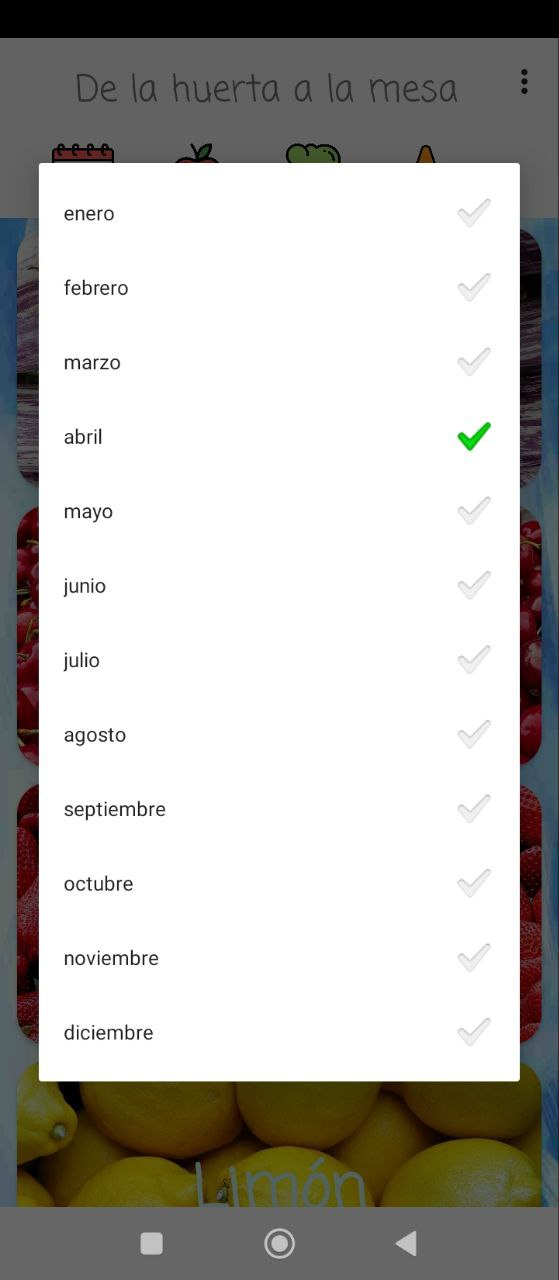 De la huerta a la mesa
enero
febrero
marzo
abril
mayo
junio
julio
agosto
septiembre
octubre
noviembre
diciembre
Limón